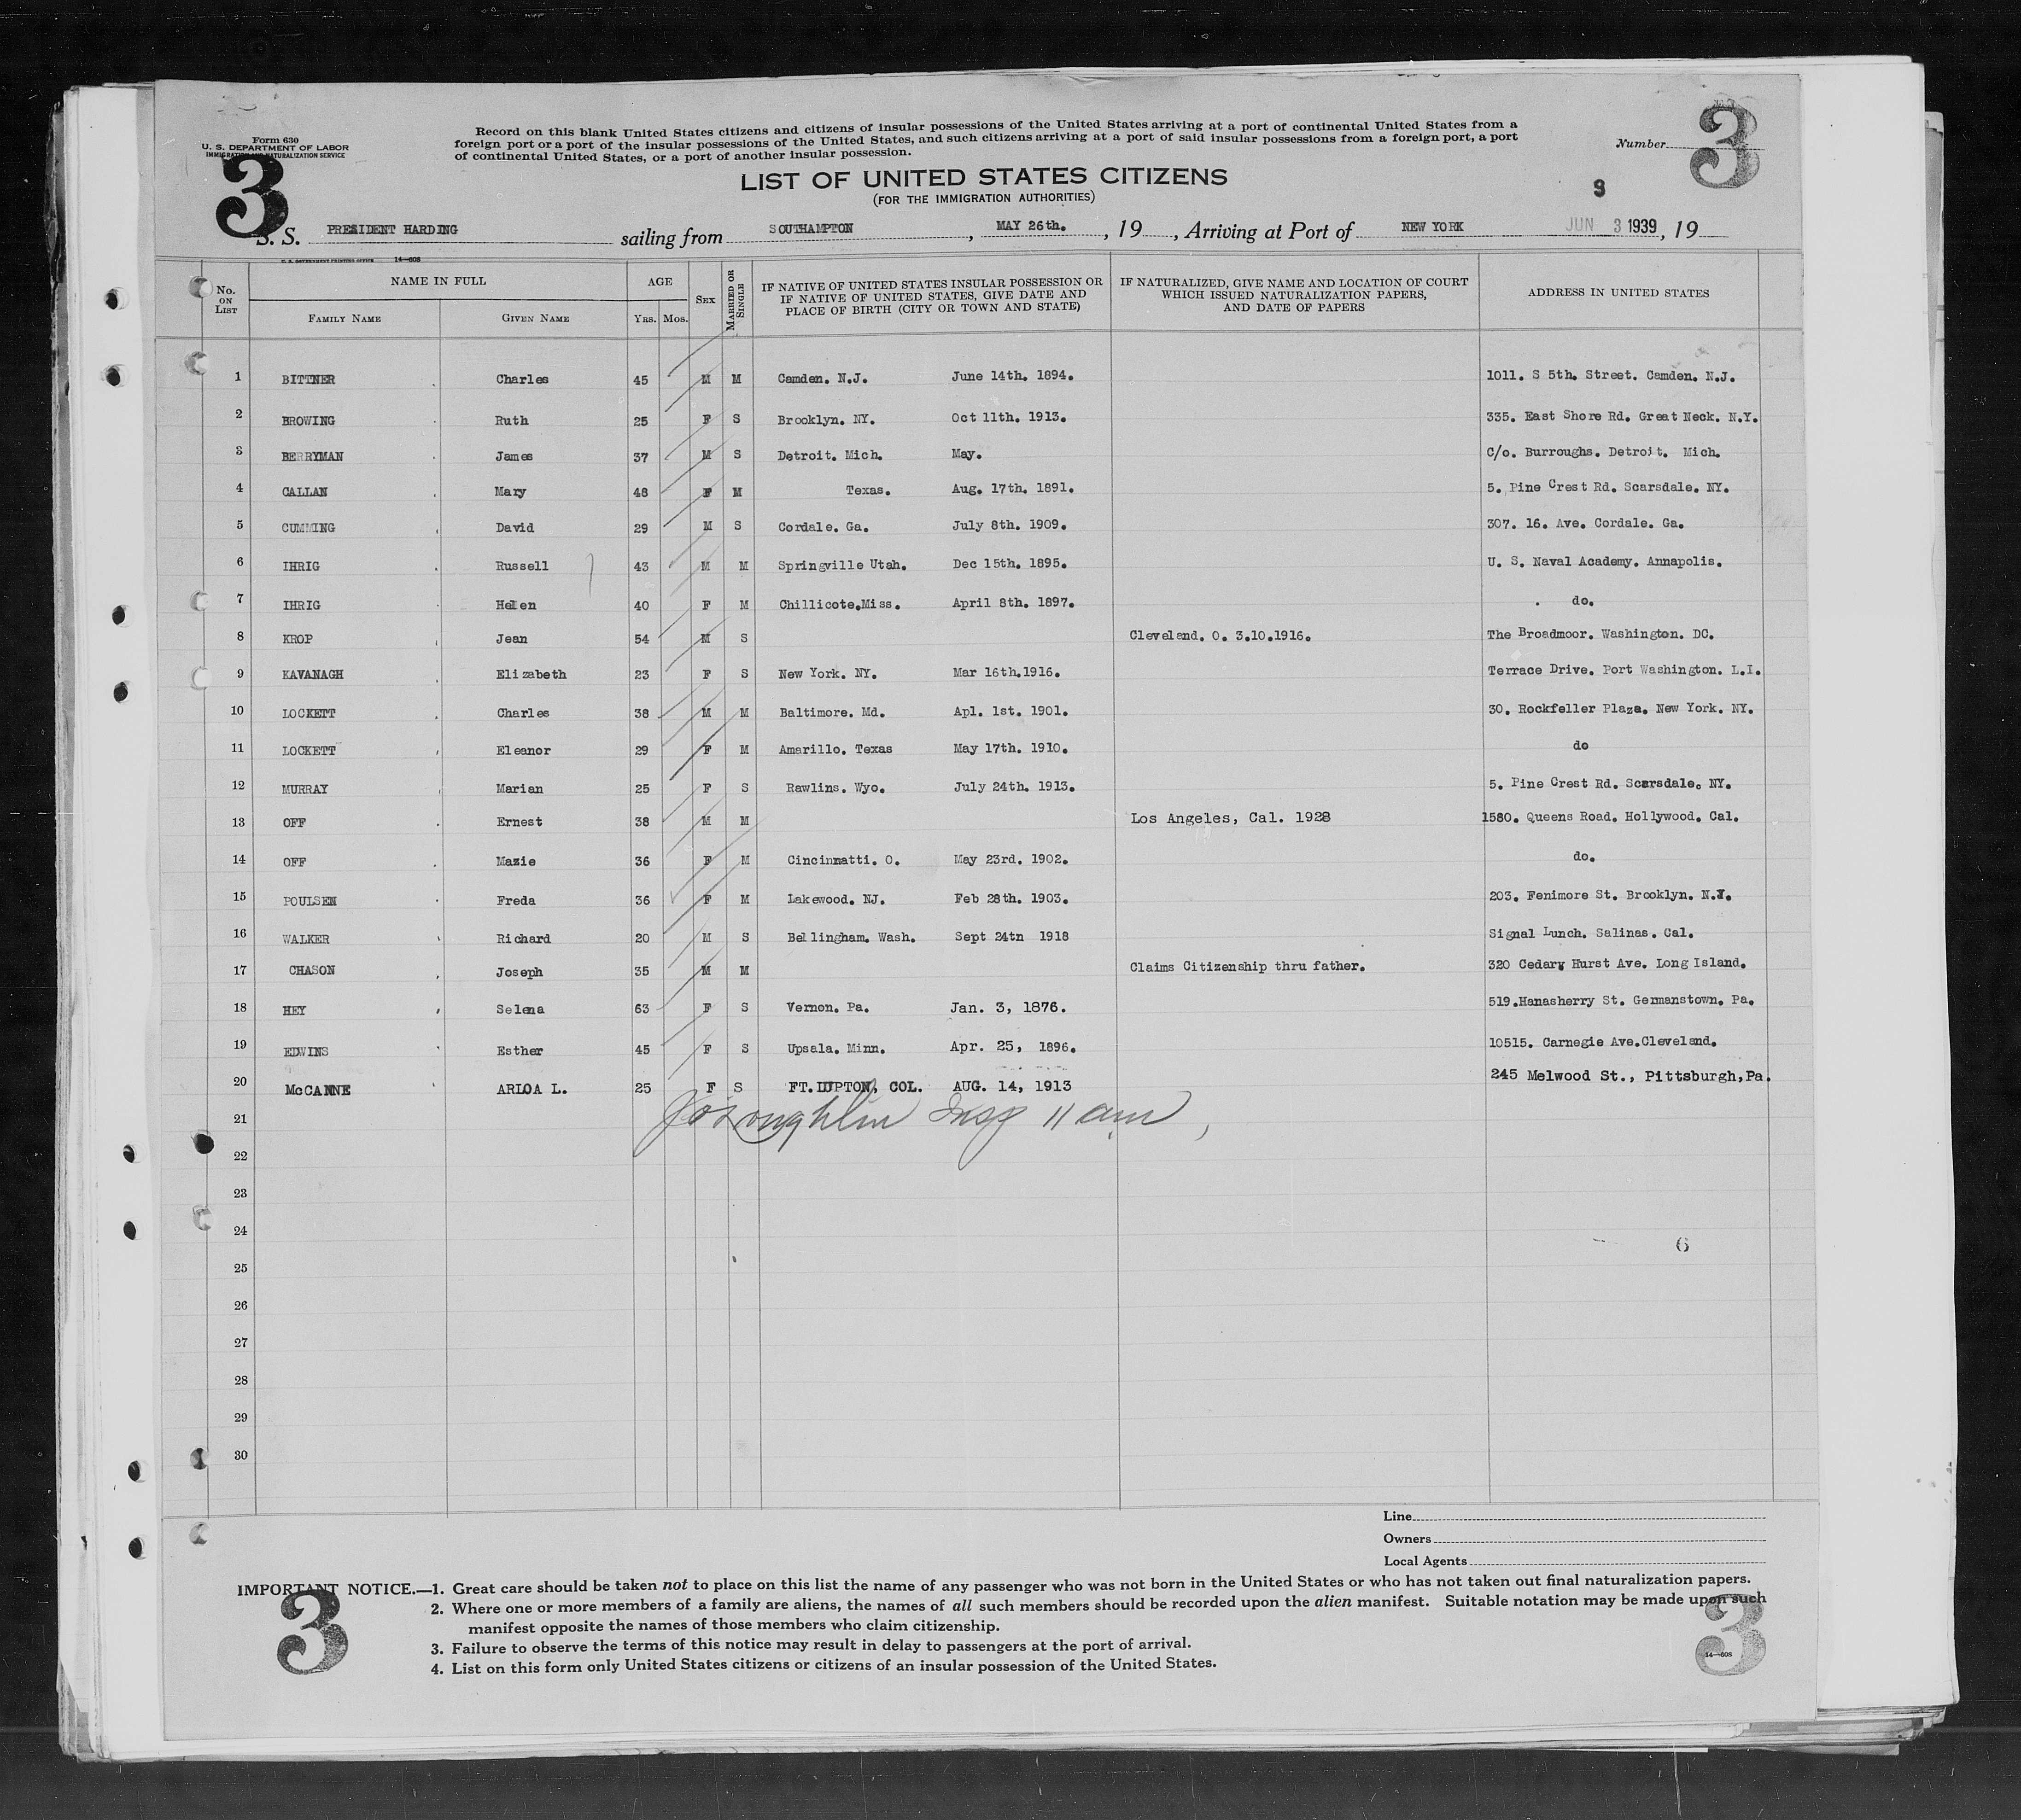 Form 630
U. S. DEPARTMENT OF LABOR
IMMIGRATION AND NATURALIZATION SERVICE
3
Record on this blank United States citizens and citizens of insular possessions of the United States arriving at a port of continental United States from a
foreign port or a port of the insular possessions of the United States, and such citizens arriving at a port of said insular possessions from a foreign port, a port
of continental United States, or a port of another insular possession.
Number
3
LIST OF UNITED STATES CITIZENS
(FOR THE IMMIGRATION AUTHORITIES)
S. S. PRESIDENT HARDING sailing from SOUTHAMPTON, MAY 26th., 19 , Arriving at Port of NEW YORK JUN 3 1939, 19
U. S. GOVERNMENT PRINTING OFFICE 14—608
No. ON LIST NAME IN FULL AGE SEX MARRIED OR SINGLE IF NATIVE OF UNITED STATES INSULAR POSSESSION OR IF NATIVE OF UNITED STATES, GIVE DATE AND PLACE OF BIRTH (CITY OR TOWN AND STATE) IF NATURALIZED, GIVE NAME AND LOCATION OF COURT WHICH ISSUED NATURALIZATION PAPERS, AND DATE OF PAPERS ADDRESS IN UNITED STATES
FAMILY NAME GIVEN NAME YRS. MOS.
1 BITTNER Charles 45 M M Camden. N.J. June 14th. 1894. 1011. S 5th. Street. Camden. N.J.
2 BROWING Ruth 25 F S Brooklyn. NY. Oct 11th. 1913. 335. East Shore Rd. Great Neck. N.Y.
3 BERRYMAN James 37 M S Detroit. Mich. May. C/o. Burroughs. Detroit. Mich.
4 CALLAN Mary 48 F M Texas. Aug. 17th. 1891. 5. Pine Crest Rd. Scarsdale. NY.
5 CUMMING David 29 M S Cordale. Ga. July 8th. 1909. 307. 16. Ave. Cordale. Ga.
6 IHRIG Russell 43 M M Springville Utah. Dec 15th. 1895. U. S. Naval Academy. Annapolis.
7 IHRIG Helen 40 F M Chillicote.Miss. April 8th. 1897. do.
8 KROP Jean 54 M S Cleveland. O. 3.10.1916. The Broadmoor. Washington. DC.
9 KAVANAGH Elizabeth 23 F S New York. NY. Mar 16th.1916. Terrace Drive. Port Washington. L.I.
10 LOCKETT Charles 38 M M Baltimore. Md. Apl. 1st. 1901. 30. Rockfeller Plaza. New York. NY.
11 LOCKETT Eleanor 29 F M Amarillo. Texas May 17th. 1910. do
12 MURRAY Marian 25 F S Rawlins. Wyo. July 24th. 1913. 5. Pine Crest Rd. Scarsdale. NY.
13 OFF Ernest 38 M M Los Angeles, Cal. 1928 1580. Queens Road. Hollywood. Cal.
14 OFF Mazie 36 F M Cincinnatti. O. May 23rd. 1902. do.
15 POULSEN Freda 36 F M Lakewood. NJ. Feb 28th. 1903. 203. Fenimore St. Brooklyn. N.Y.
16 WALKER Richard 20 M S Bellingham. Wash. Sept 24tn 1918 Signal Lunch. Salinas. Cal.
17 CHASON Joseph 35 M M Claims Citizenship thru father. 320 Cedary Hurst Ave. Long Island.
18 HEY Selena 63 F S Vernon. Pa. Jan. 3, 1876. 519.Hanasherry St. Germanstown. Pa.
19 EDWINS Esther 45 F S Upsala. Minn. Apr. 25, 1896. 10515. Carnegie Ave.Cleveland.
20 McCANNE ARLOA L. 25 F S FT.LUPTON, COL. AUG. 14, 1913 245 Melwood St., Pittsburgh,Pa.
21 Insp 11 am
22
23
24
6
25
26
27
28
29
30
Line
Owners
Local Agents
IMPORTANT NOTICE.—1. Great care should be taken not to place on this list the name of any passenger who was not born in the United States or who has not taken out final naturalization papers.
2. Where one or more members of a family are aliens, the names of all such members should be recorded upon the alien manifest. Suitable notation may be made upon such
manifest opposite the names of those members who claim citizenship.
3. Failure to observe the terms of this notice may result in delay to passengers at the port of arrival.
4. List on this form only United States citizens or citizens of an insular possession of the United States.
3
3
14—608